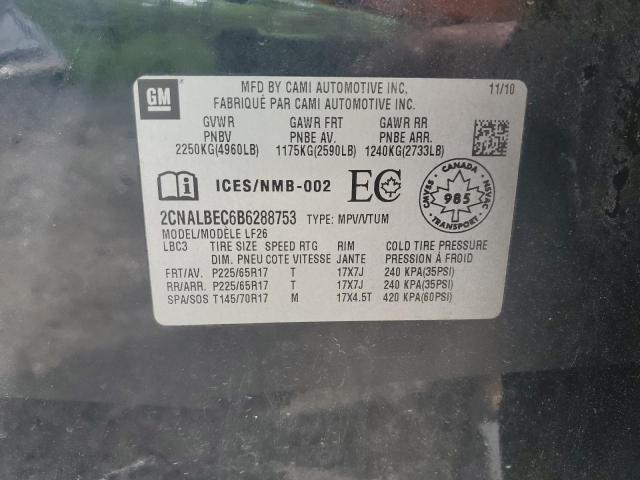 GM
MFD BY CAMI AUTOMOTIVE INC.
11/10
FABRIQUÉ PAR CAMI AUTOMOTIVE INC.
GVWR GAWR FRT GAWR RR
PNBV PNBE AV. PNBE ARR.
2250KG(4960LB) 1175KG(2590LB) 1240KG(2733LB)
i ICES/NMB-002 EC
CANADA
CMVSS 985 NSVAC
TRANSPORT
2CNALBEC6B6288753 TYPE: MPV/VTUM
MODEL/MODÈLE LF26
LBC3 TIRE SIZE SPEED RTG RIM COLD TIRE PRESSURE
DIM. PNEU COTE VITESSE JANTE PRESSION À FROID
FRT/AV. P225/65R17 T 17X7J 240 KPA(35PSI)
RR/ARR. P225/65R17 T 17X7J 240 KPA(35PSI)
SPA/SOS T145/70R17 M 17X4.5T 420 KPA(60PSI)